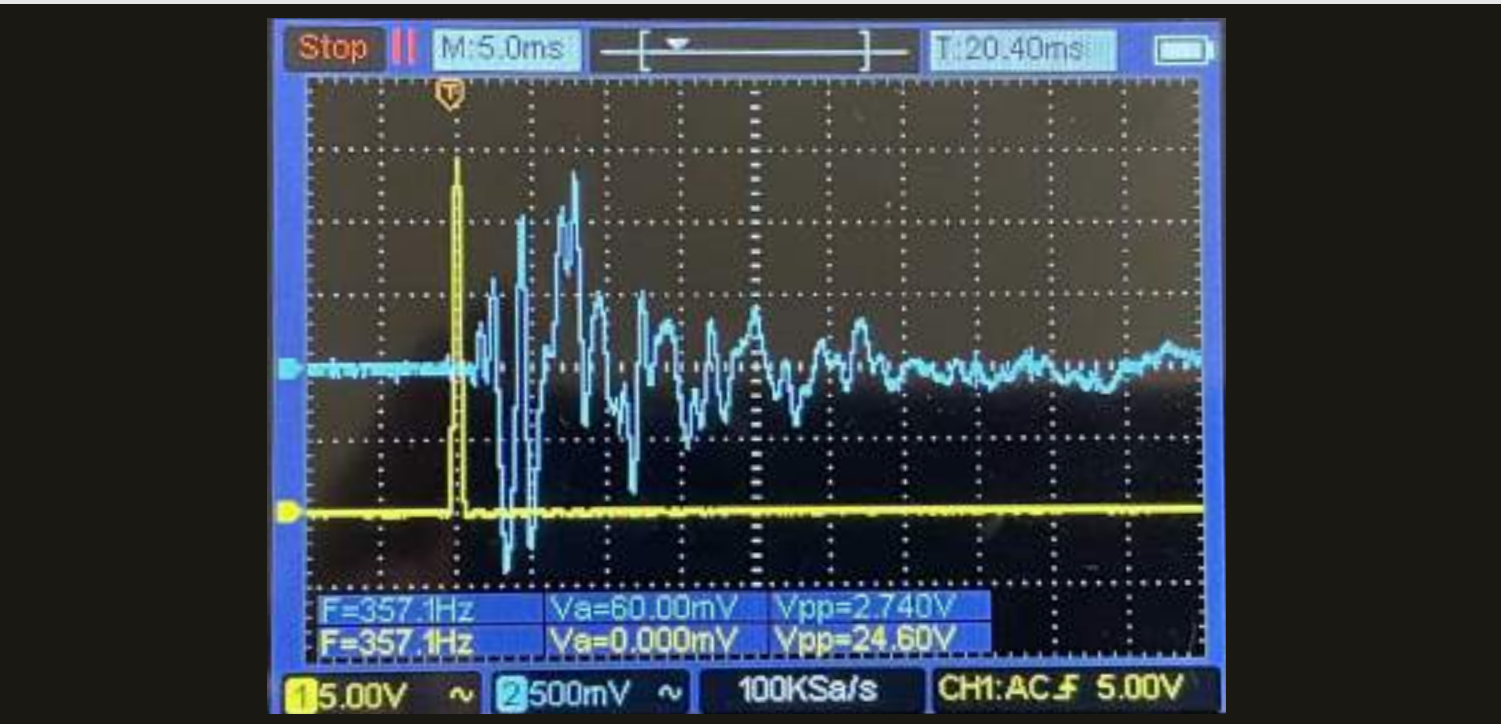 Stop M:5.0ms T:20.40ms
T
F=357.1Hz Va=60.00mV Vpp=2.740V
F=357.1Hz Va=0.000mV Vpp=24.60V
1 5.00V ~ 2 500mV ~ 100KSa/s CH1:AC 5.00V